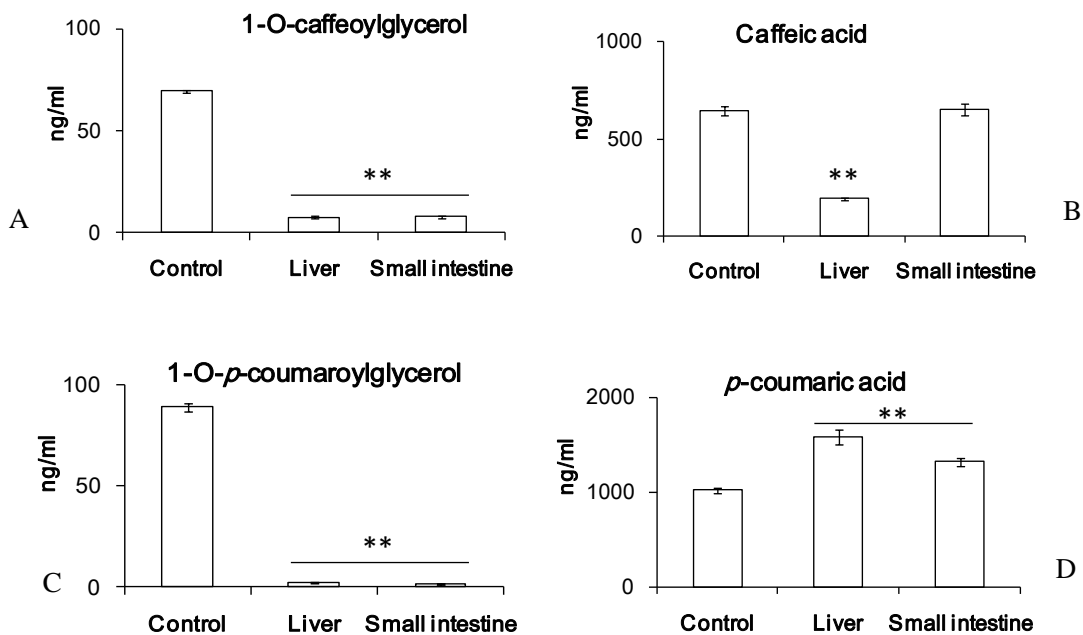 1-O-caffeoylglycerol
100
50
0
ng/ml
**
Control Liver Small intestine
A
Caffeic acid
1000
500
0
ng/ml
**
Control Liver Small intestine
B
1-O-p-coumaroylglycerol
100
50
0
ng/ml
**
Control Liver Small intestine
C
p-coumaric acid
2000
1000
0
ng/ml
**
Control Liver Small intestine
D